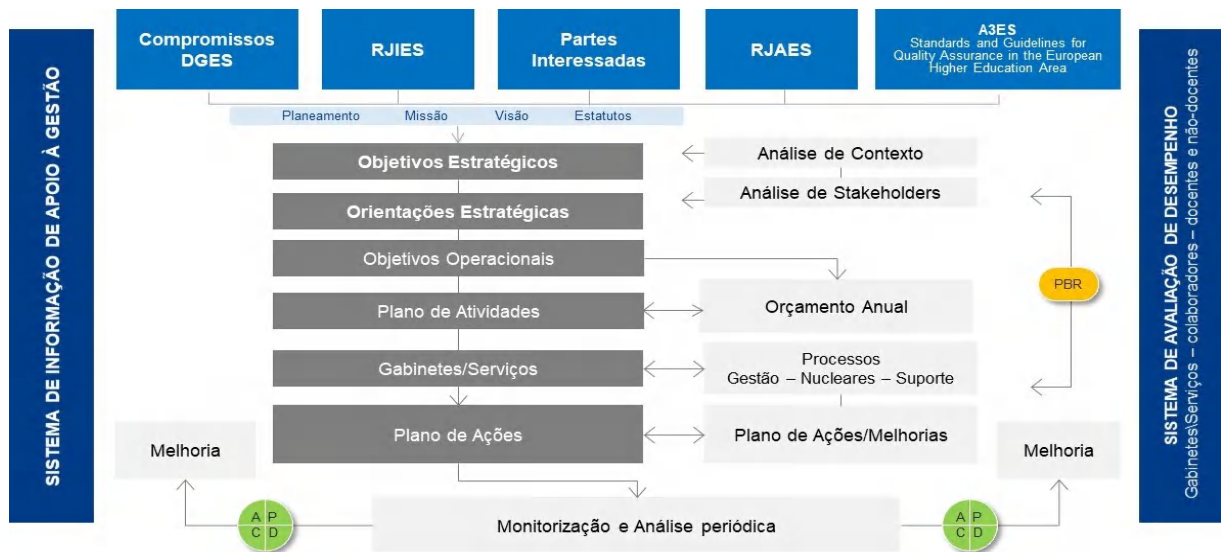 Compromissos
DGES
RJIES
Partes
Interessadas
RJAES
A3ES
Standards and Guidelines for
Quality Assurance in the European
Higher Education Area
Planeamento Missão Visão Estatutos
Objetivos Estratégicos
Análise de Contexto
Orientações Estratégicas
Análise de Stakeholders
Objetivos Operacionais
PBR
Plano de Atividades
Orçamento Anual
Gabinetes/Serviços
Processos
Gestão – Nucleares – Suporte
Plano de Ações
Plano de Ações/Melhorias
Melhoria
Melhoria
A P
C D
Monitorização e Análise periódica
A P
C D
SISTEMA DE INFORMAÇÃO DE APOIO À GESTÃO
SISTEMA DE AVALIAÇÃO DE DESEMPENHO
Gabinetes\Serviços – colaboradores – docentes e não-docentes